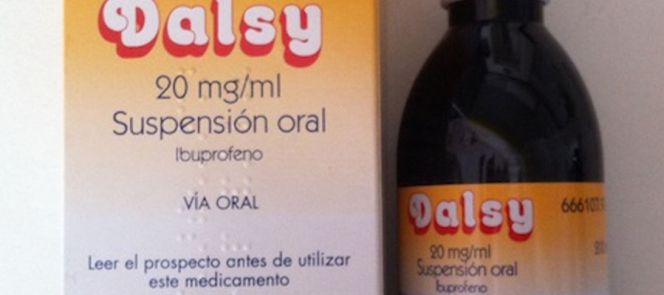 Dalsy
20 mg/ml
Suspensión oral
Ibuprofeno
VÍA ORAL
Leer el prospecto antes de utilizar
este medicamento
Dalsy
20 mg/ml
Suspensión oral
Ibuprofeno